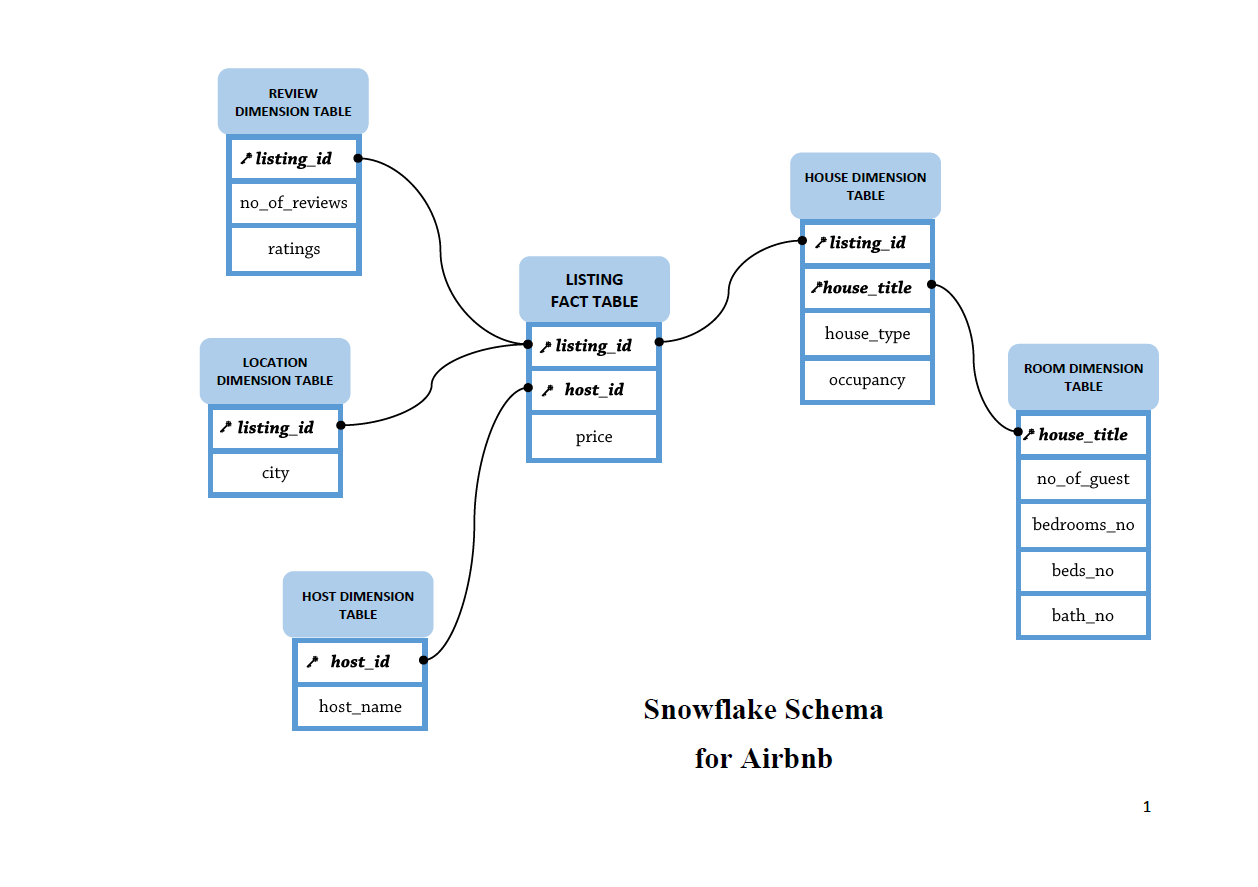 REVIEW
DIMENSION TABLE
listing_id
no_of_reviews
ratings
LOCATION
DIMENSION TABLE
listing_id
city
HOST DIMENSION
TABLE
host_id
host_name
LISTING
FACT TABLE
listing_id
host_id
price
HOUSE DIMENSION
TABLE
listing_id
house_title
house_type
occupancy
ROOM DIMENSION
TABLE
house_title
no_of_guest
bedrooms_no
beds_no
bath_no
Snowflake Schema
for Airbnb
1